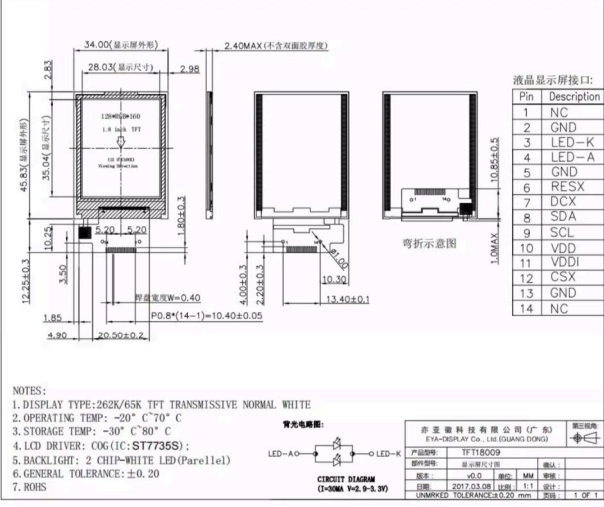 34.00(显示屏外形)
2.40MAX(不含双面胶厚度)
28.03(显示尺寸)
2.98
2.83
45.83(显示屏外形)
35.04(显示尺寸)
128*RGB*160
1.8 inch TFT
Viewing Direction
10.25
5.20
5.20
1.80±0.3
12.25±0.3
3.50
焊盘宽度W=0.40
P0.8*(14-1)=10.40±0.05
1.85
4.90
20.50±0.2
4.00±0.3
2.20±0.3
ø1.00
10.30
13.40±0.1
10.85±0.5
1.0MAX
弯折示意图
液晶显示屏接口:
Pin Description
1 NC
2 GND
3 LED-K
4 LED-A
5 GND
6 RESX
7 DCX
8 SDA
9 SCL
10 VDD
11 VDDI
12 CSX
13 GND
14 NC
NOTES:
1.DISPLAY TYPE:262K/65K TFT TRANSMISSIVE NORMAL WHITE
2.OPERATING TEMP: -20° C~70° C
3.STORAGE TEMP: -30° C~80° C
4.LCD DRIVER: COG(IC:ST7735S);
5.BACKLIGHT: 2 CHIP-WHITE LED(Parellel)
6.GENERAL TOLERANCE:±0.20
7.ROHS
背光电路图:
LED-A
LED-K
CIRCUIT DIAGRAM
(I=30MA V=2.9-3.3V)
亦亚微科技有限公司(广东)
EYA-DISPLAY Co., Ltd.(GUANG DONG)
第三视角:
产品型号: TFT18009
部件型号: 显示屏尺寸图 确认:
版本: v0.0 单位: MM 审核:
日期: 2017.03.08 比例: 1:1 设计:
UNMRKED TOLERANCE:±0.20 mm 页码: 1 OF 1